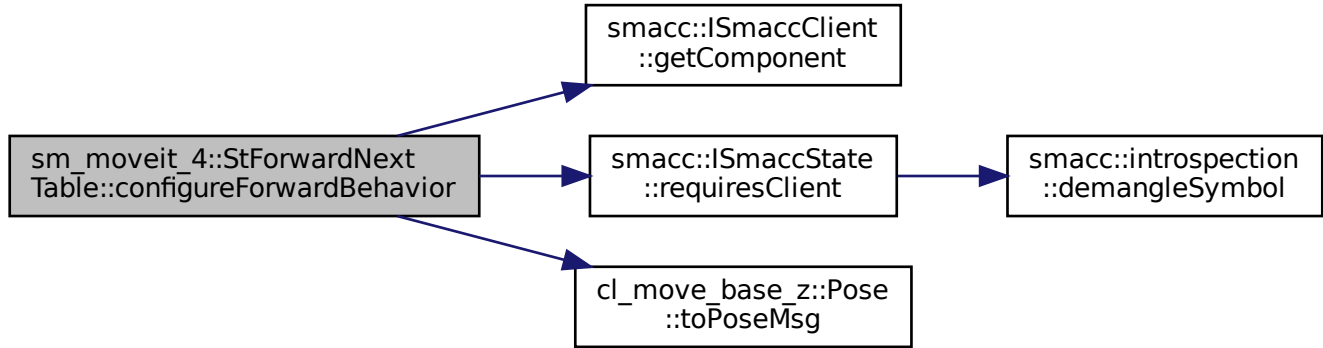 smacc::ISmaccClient
::getComponent
sm_moveit_4::StForwardNext
Table::configureForwardBehavior
smacc::ISmaccState
::requiresClient
smacc::introspection
::demangleSymbol
cl_move_base_z::Pose
::toPoseMsg